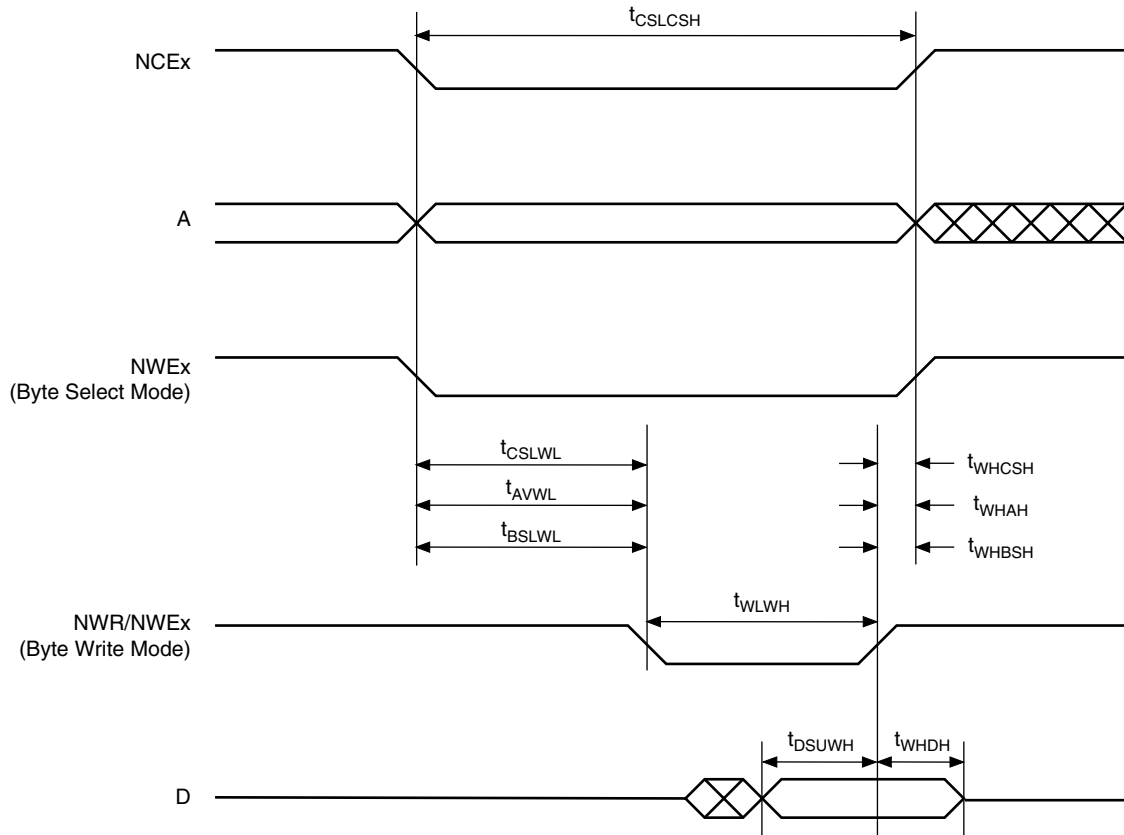 tCSLCSH
NCEx
A
NWEx
(Byte Select Mode)
tCSLWL
tWHCSH
tAVWL
tWHAH
tBSLWL
tWHBSH
tWLWH
NWR/NWEx
(Byte Write Mode)
tDSUWH
tWHDH
D